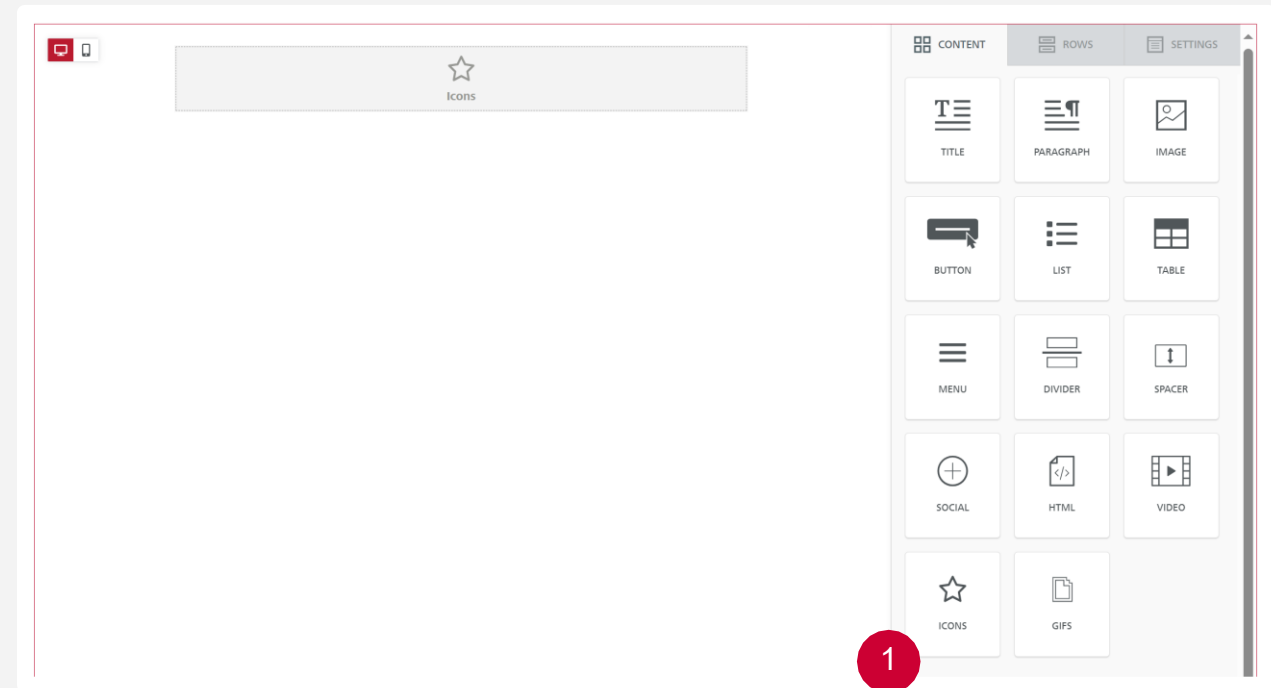 Icons
CONTENT
ROWS
SETTINGS
TITLE
PARAGRAPH
IMAGE
BUTTON
LIST
TABLE
MENU
DIVIDER
SPACER
SOCIAL
HTML
VIDEO
ICONS
GIFS
1